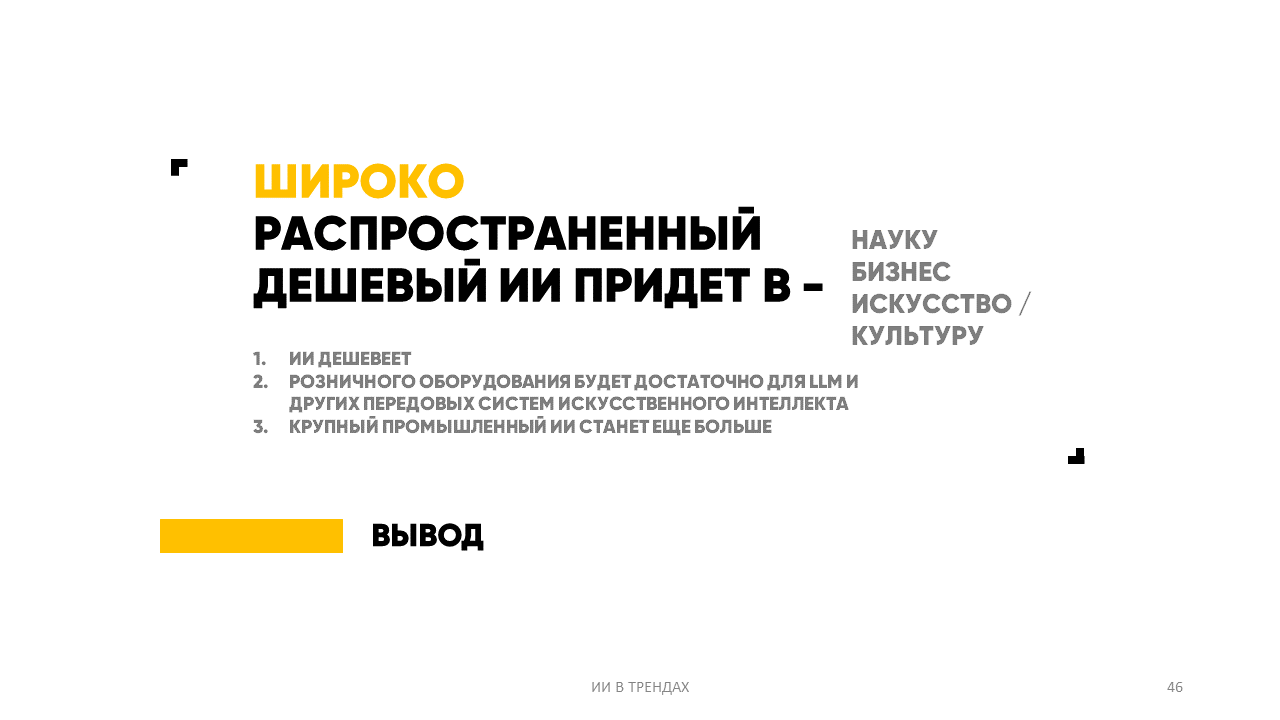 ШИРОКО
РАСПРОСТРАНЕННЫЙ
ДЕШЕВЫЙ ИИ ПРИДЕТ В -
НАУКУ
БИЗНЕС
ИСКУССТВО /
КУЛЬТУРУ
1. ИИ ДЕШЕВЕЕТ
2. РОЗНИЧНОГО ОБОРУДОВАНИЯ БУДЕТ ДОСТАТОЧНО ДЛЯ LLM И
ДРУГИХ ПЕРЕДОВЫХ СИСТЕМ ИСКУССТВЕННОГО ИНТЕЛЛЕКТА
3. КРУПНЫЙ ПРОМЫШЛЕННЫЙ ИИ СТАНЕТ ЕЩЕ БОЛЬШЕ
ВЫВОД
ИИ В ТРЕНДАХ
46